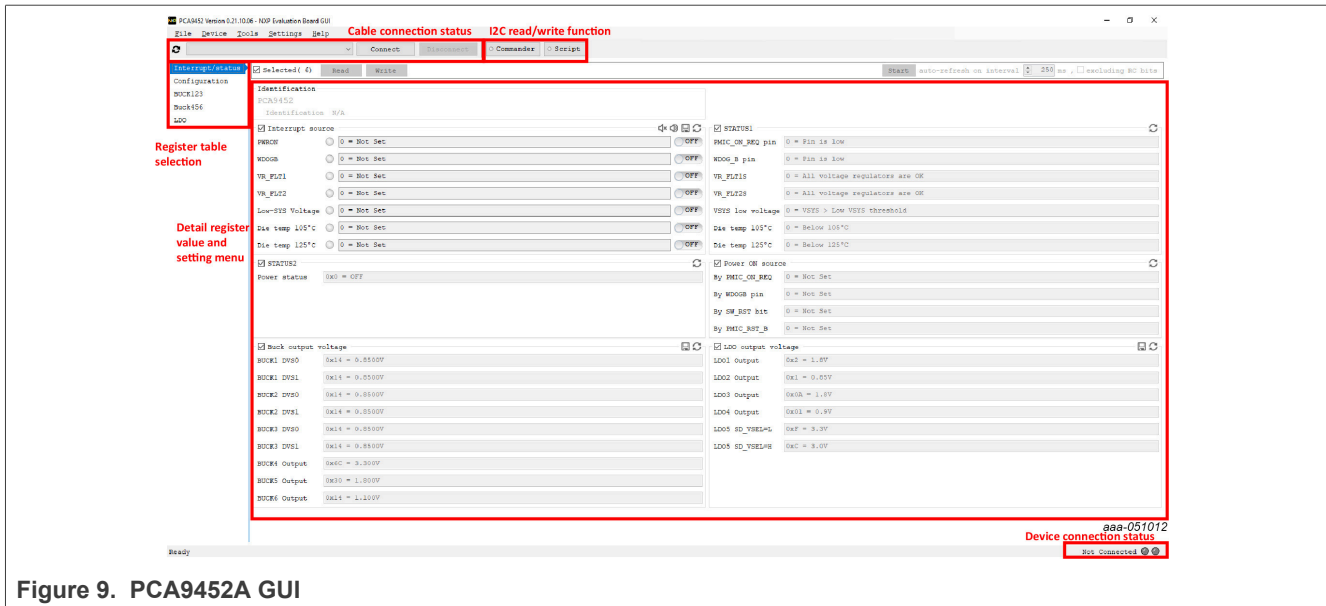 PCA9452 Version 0.21.10.06 - NXP Evaluation Board GUI
File Device Tools Settings Help
Cable connection status
I2C read/write function
Connect
Disconnect
Commander
Script
Interrupt/status
Configuration
BUCK123
Buck456
LDO
Register table
selection
Detail register
value and
setting menu
Selected( 6)
Read
Write
Start auto-refresh on interval 250 ms , excluding NC bits
Identification
PCA9452
Identification N/A
Interrupt source
PWRON 0 = Not Set OFF
WDOGB 0 = Not Set OFF
VR_FLT1 0 = Not Set OFF
VR_FLT2 0 = Not Set OFF
Low-SYS Voltage 0 = Not Set OFF
Die temp 105°C 0 = Not Set OFF
Die temp 125°C 0 = Not Set OFF
STATUS1
PMIC_ON_REQ pin 0 = Pin is low
WDOG_B pin 0 = Pin is low
VR_FLT1S 0 = All voltage regulators are OK
VR_FLT2S 0 = All voltage regulators are OK
VSYS low voltage 0 = VSYS > Low VSYS threshold
Die temp 105°C 0 = Below 105°C
Die temp 125°C 0 = Below 125°C
STATUS2
Power status 0x0 = OFF
Power ON source
By PMIC_ON_REQ 0 = Not Set
By WDOGB pin 0 = Not Set
By SW_RST bit 0 = Not Set
By PMIC_RST_B 0 = Not Set
Buck output voltage
BUCK1 DVS0 0x14 = 0.8500V
BUCK1 DVS1 0x14 = 0.8500V
BUCK2 DVS0 0x14 = 0.8500V
BUCK2 DVS1 0x14 = 0.8500V
BUCK3 DVS0 0x14 = 0.8500V
BUCK3 DVS1 0x14 = 0.8500V
BUCK4 Output 0x6C = 3.300V
BUCK5 Output 0x30 = 1.800V
BUCK6 Output 0x14 = 1.100V
LDO output voltage
LDO1 Output 0x2 = 1.8V
LDO2 Output 0x1 = 0.85V
LDO3 Output 0x0A = 1.8V
LDO4 Output 0x01 = 0.9V
LDO5 SD_VSEL=L 0xF = 3.3V
LDO5 SD_VSEL=H 0xC = 3.0V
aaa-051012
Device connection status
Ready
Not Connected
Figure 9. PCA9452A GUI